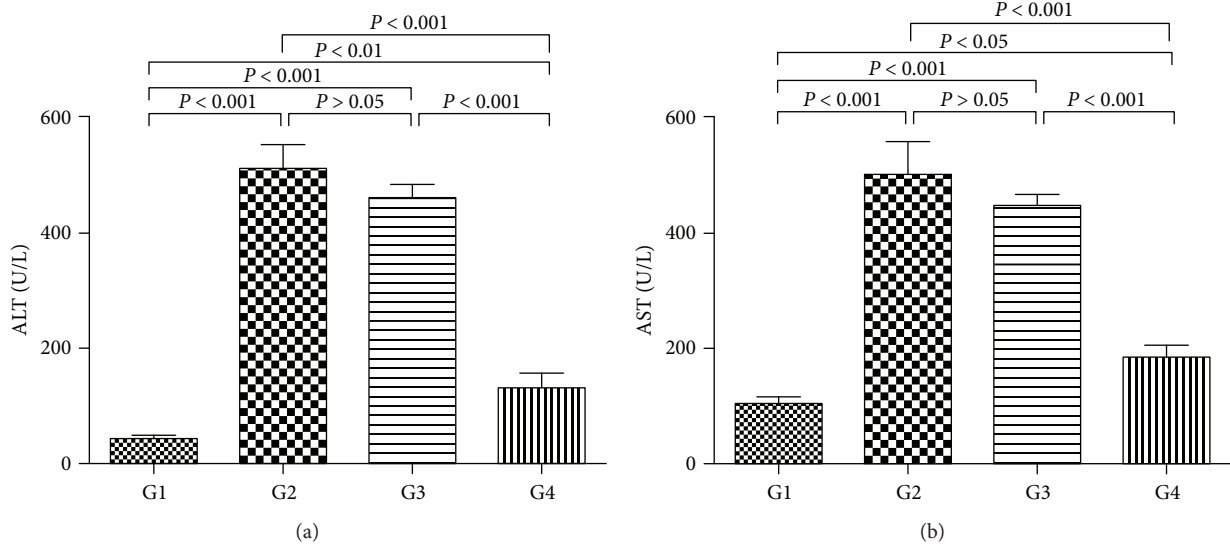 P < 0.001
P < 0.01
P < 0.001
P < 0.001 P > 0.05 P < 0.001
600
400
200
0
ALT (U/L)
G1 G2 G3 G4
(a)
P < 0.001
P < 0.05
P < 0.001
P < 0.001 P > 0.05 P < 0.001
600
400
200
0
AST (U/L)
G1 G2 G3 G4
(b)